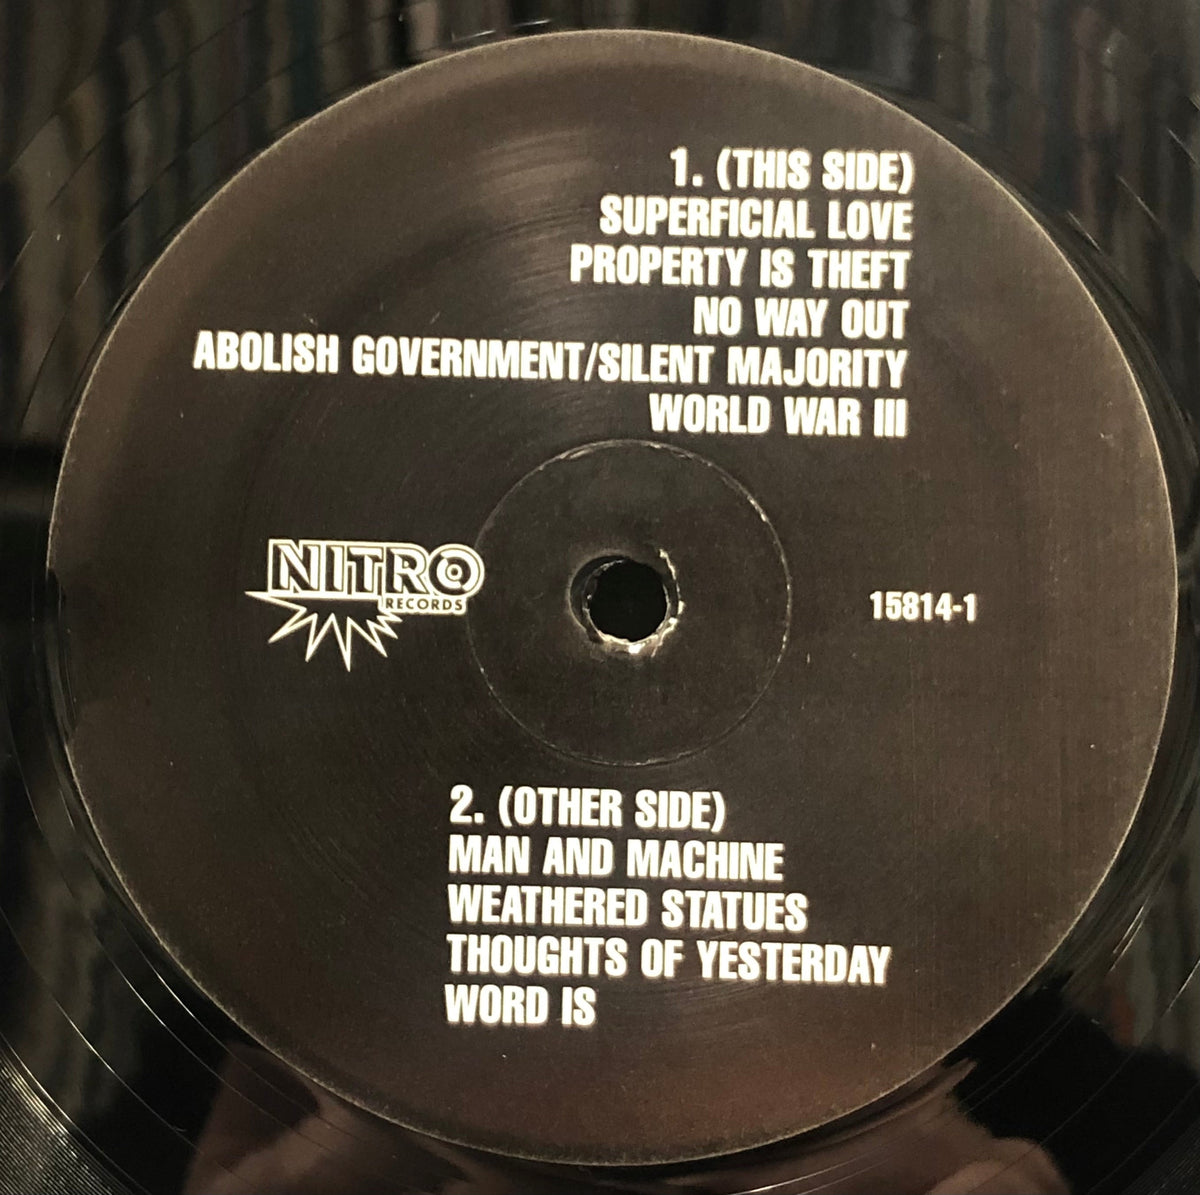 1. (THIS SIDE)
SUPERFICIAL LOVE
PROPERTY IS THEFT
NO WAY OUT
ABOLISH GOVERNMENT/SILENT MAJORITY
WORLD WAR III
NITRO
RECORDS
15814-1
2. (OTHER SIDE)
MAN AND MACHINE
WEATHERED STATUES
THOUGHTS OF YESTERDAY
WORD IS